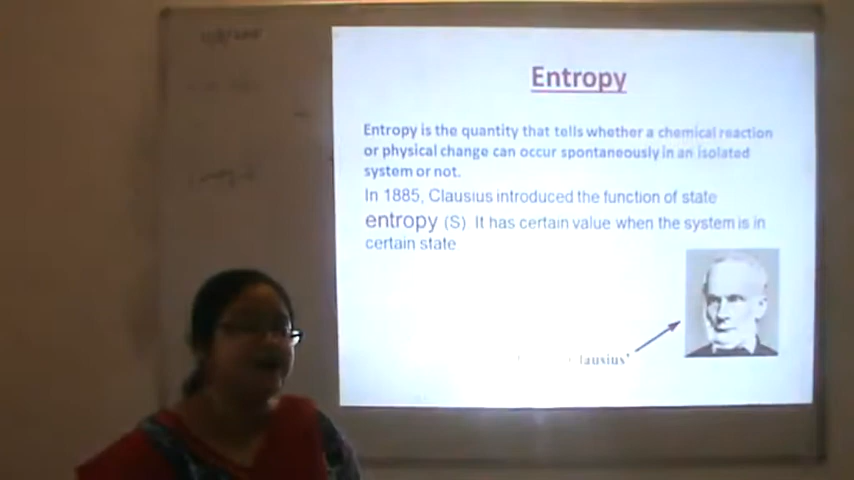 Entropy
Entropy is the quantity that tells whether a chemical reaction
or physical change can occur spontaneously in an isolated
system or not.
In 1885, Clausius introduced the function of state
entropy (S) It has certain value when the system is in
certain state
lausius'